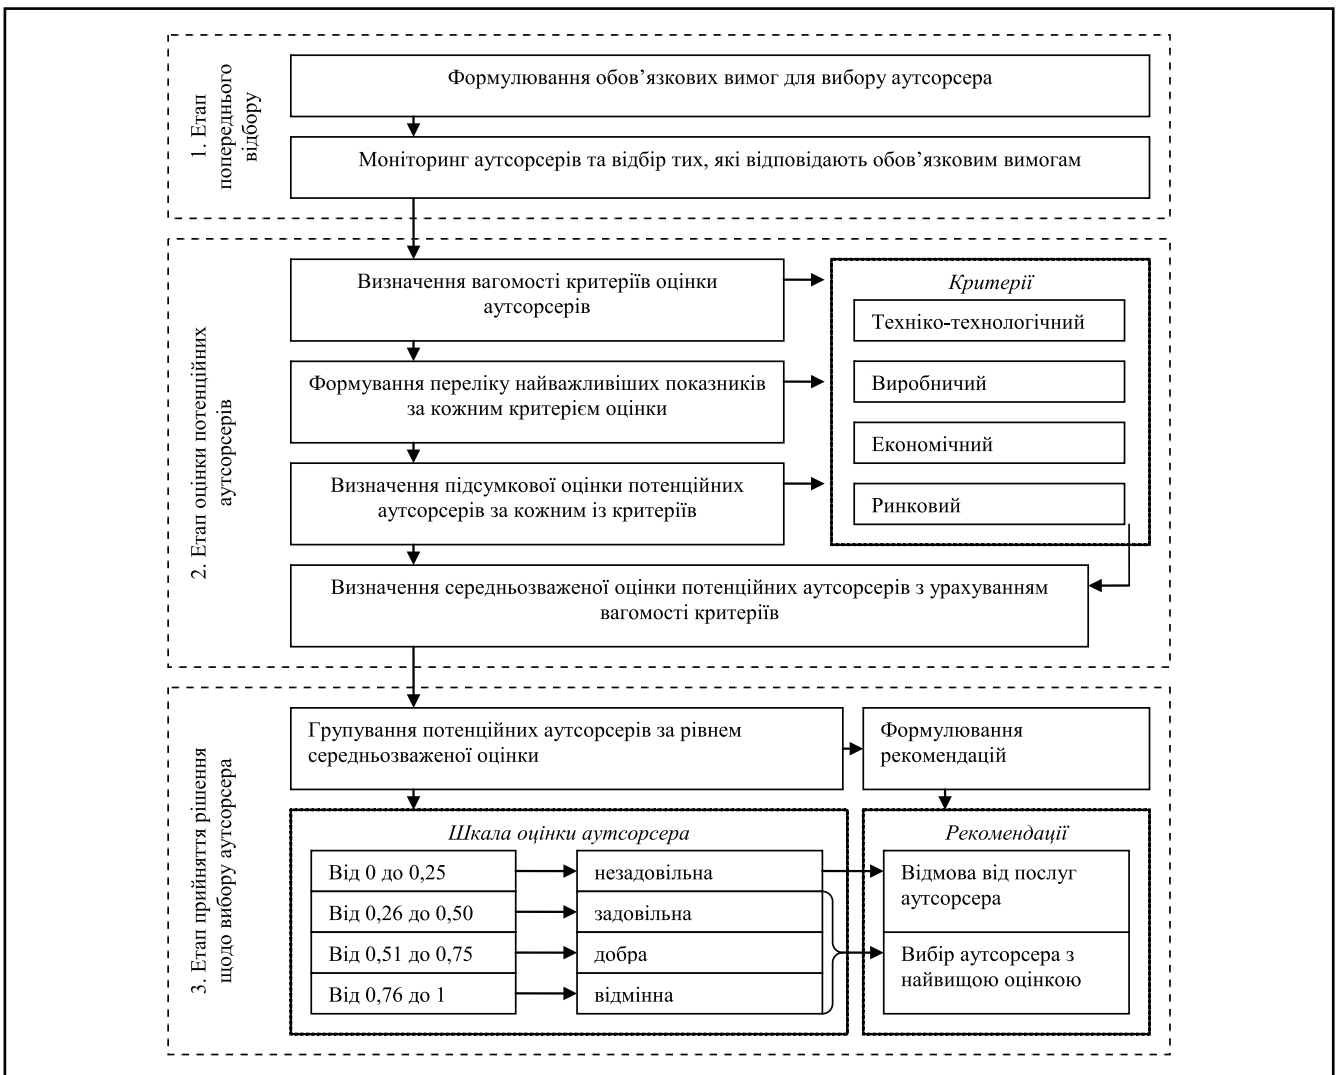 1. Етап
попереднього
відбору
Формулювання обов’язкових вимог для вибору аутсорсера
Моніторинг аутсорсерів та відбір тих, які відповідають обов’язковим вимогам
2. Етап оцінки потенційних
аутсорсерів
Визначення вагомості критеріїв оцінки
аутсорсерів
Формування переліку найважливіших показників
за кожним критерієм оцінки
Визначення підсумкової оцінки потенційних
аутсорсерів за кожним із критеріїв
Критерії
Техніко-технологічний
Виробничий
Економічний
Ринковий
Визначення середньозваженої оцінки потенційних аутсорсерів з урахуванням
вагомості критеріїв
3. Етап прийняття рішення
щодо вибору аутсорсера
Групування потенційних аутсорсерів за рівнем
середньозваженої оцінки
Формулювання
рекомендацій
Шкала оцінки аутсорсера
Від 0 до 0,25
незадовільна
Від 0,26 до 0,50
задовільна
Від 0,51 до 0,75
добра
Від 0,76 до 1
відмінна
Рекомендації
Відмова від послуг
аутсорсера
Вибір аутсорсера з
найвищою оцінкою